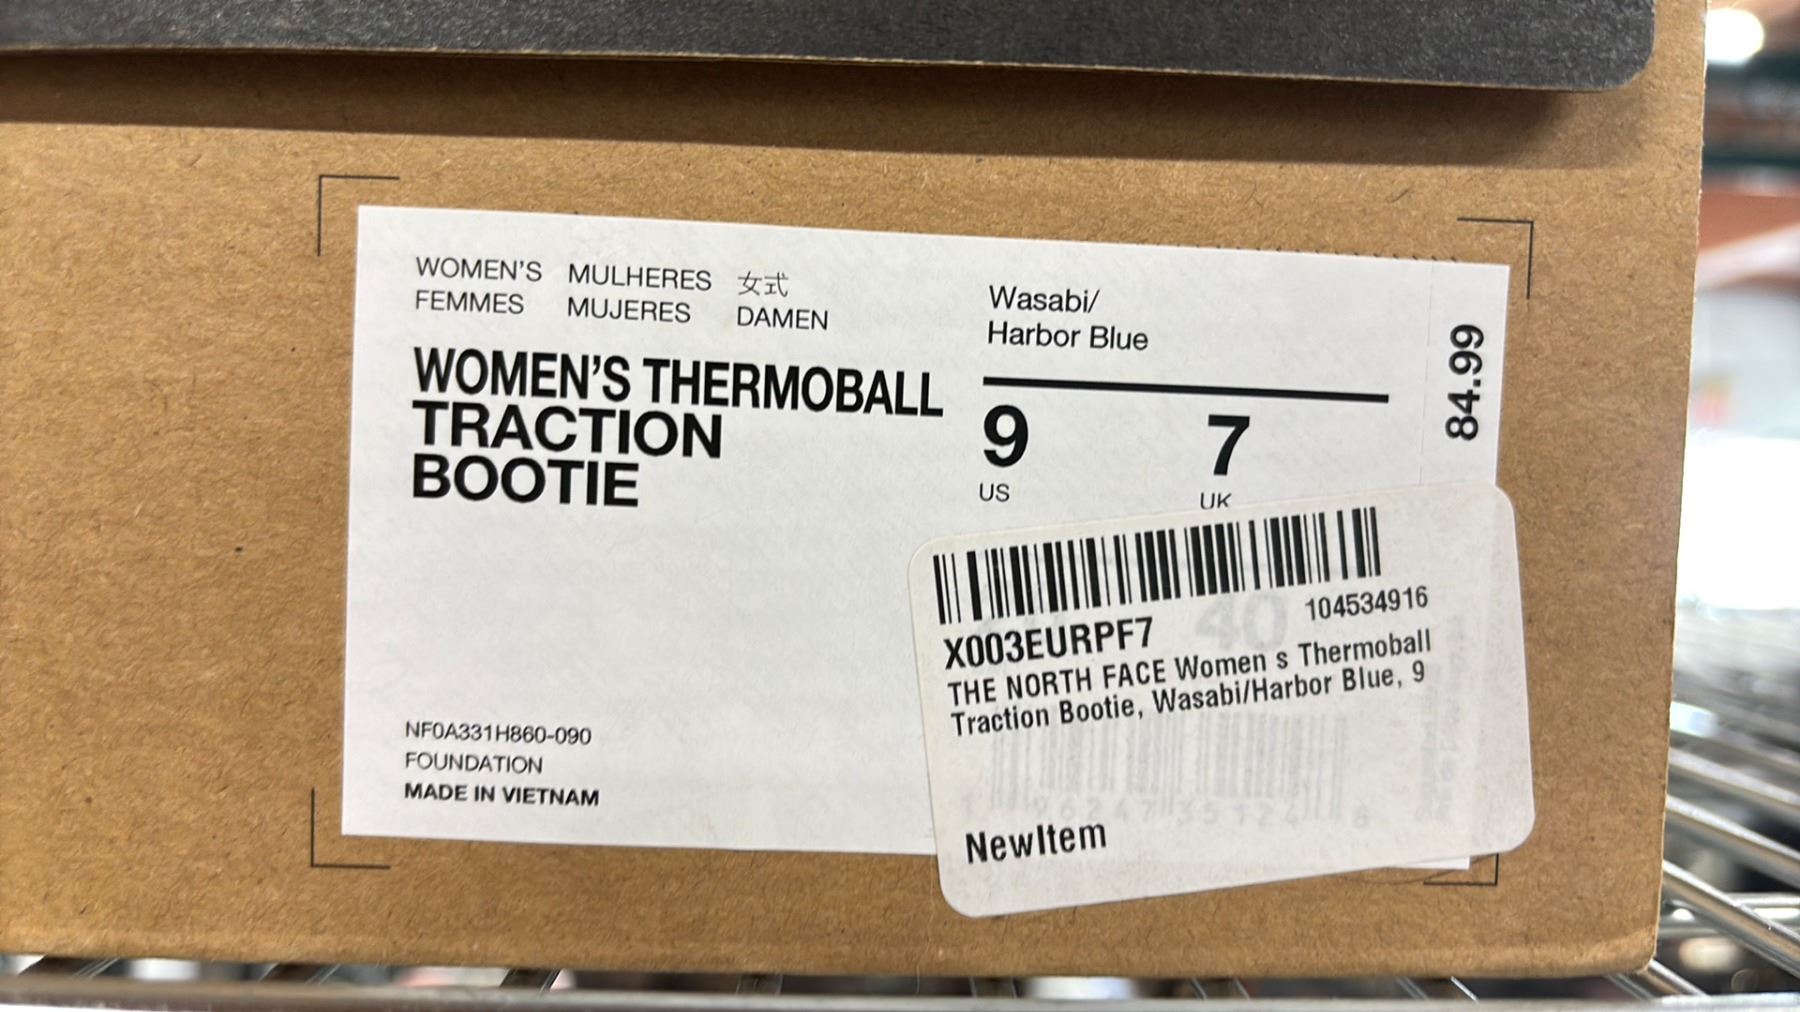 WOMEN'S MULHERES 女式
FEMMES MUJERES DAMEN
WOMEN'S THERMOBALL
TRACTION
BOOTIE
Wasabi/
Harbor Blue
9 7
US UK
84.99
NF0A331H860-090
FOUNDATION
MADE IN VIETNAM
40
104534916
X003EURPF7
THE NORTH FACE Women s Thermoball
Traction Bootie, Wasabi/Harbor Blue, 9
NewItem